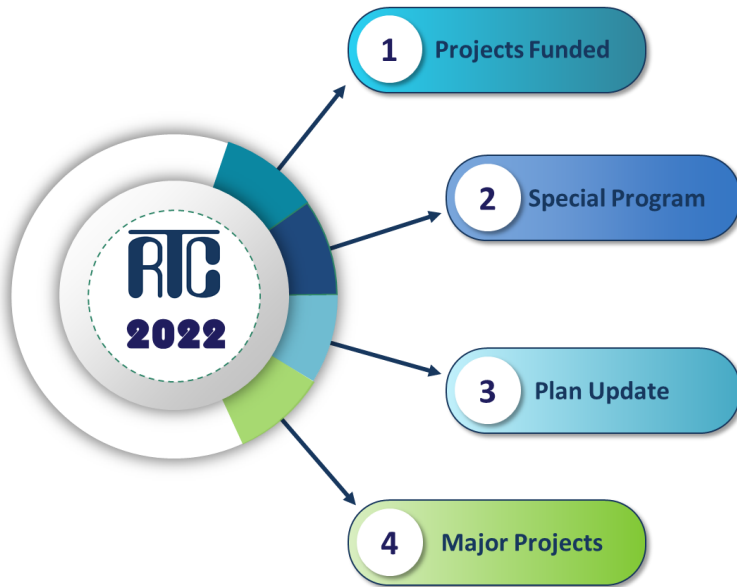 RTC
2022
1 Projects Funded
2 Special Program
3 Plan Update
4 Major Projects